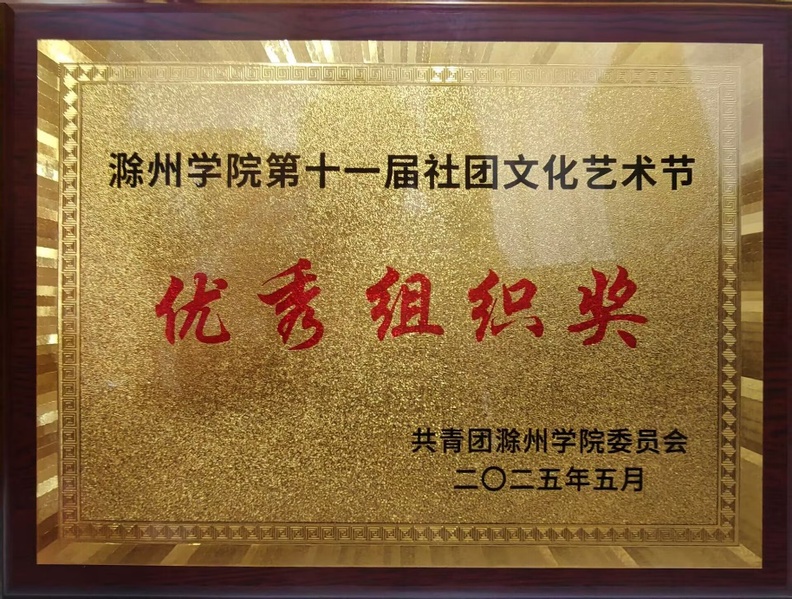 滁州学院第十一届社团文化艺术节
优秀组织奖
共青团滁州学院委员会
二〇二五年五月